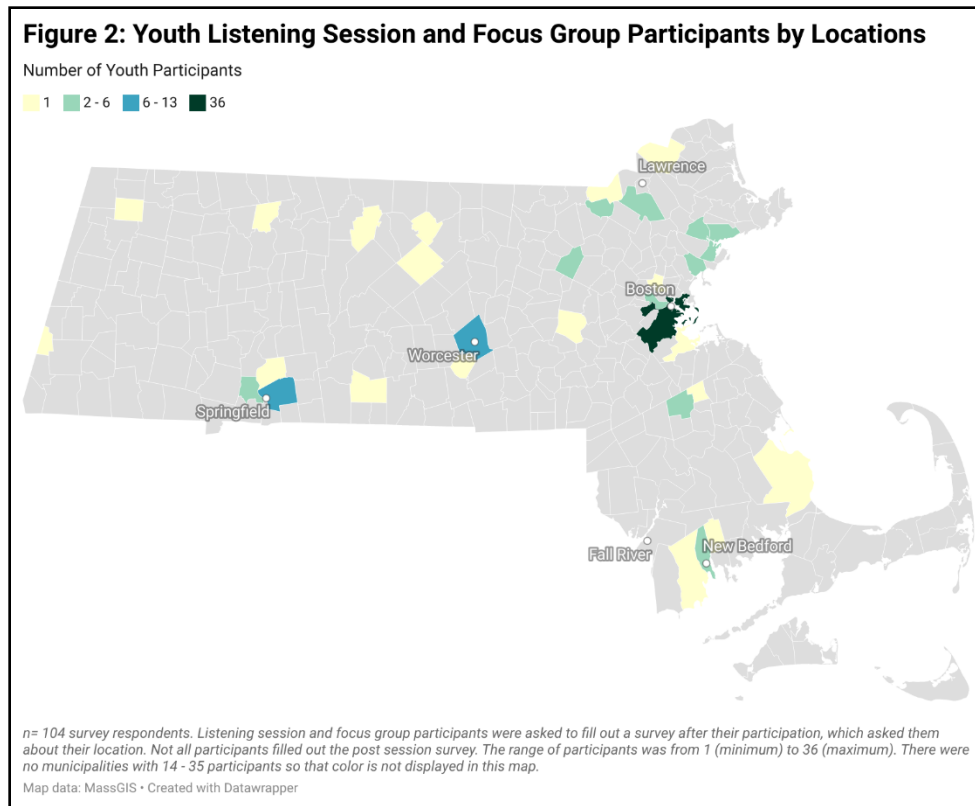 Figure 2: Youth Listening Session and Focus Group Participants by Locations
Number of Youth Participants
1 2 - 6 6 - 13 36
Lawrence
Boston
Worcester
Springfield
Fall River
New Bedford
n= 104 survey respondents. Listening session and focus group participants were asked to fill out a survey after their participation, which asked them
about their location. Not all participants filled out the post session survey. The range of participants was from 1 (minimum) to 36 (maximum). There were
no municipalities with 14 - 35 participants so that color is not displayed in this map.
Map data: MassGIS • Created with Datawrapper